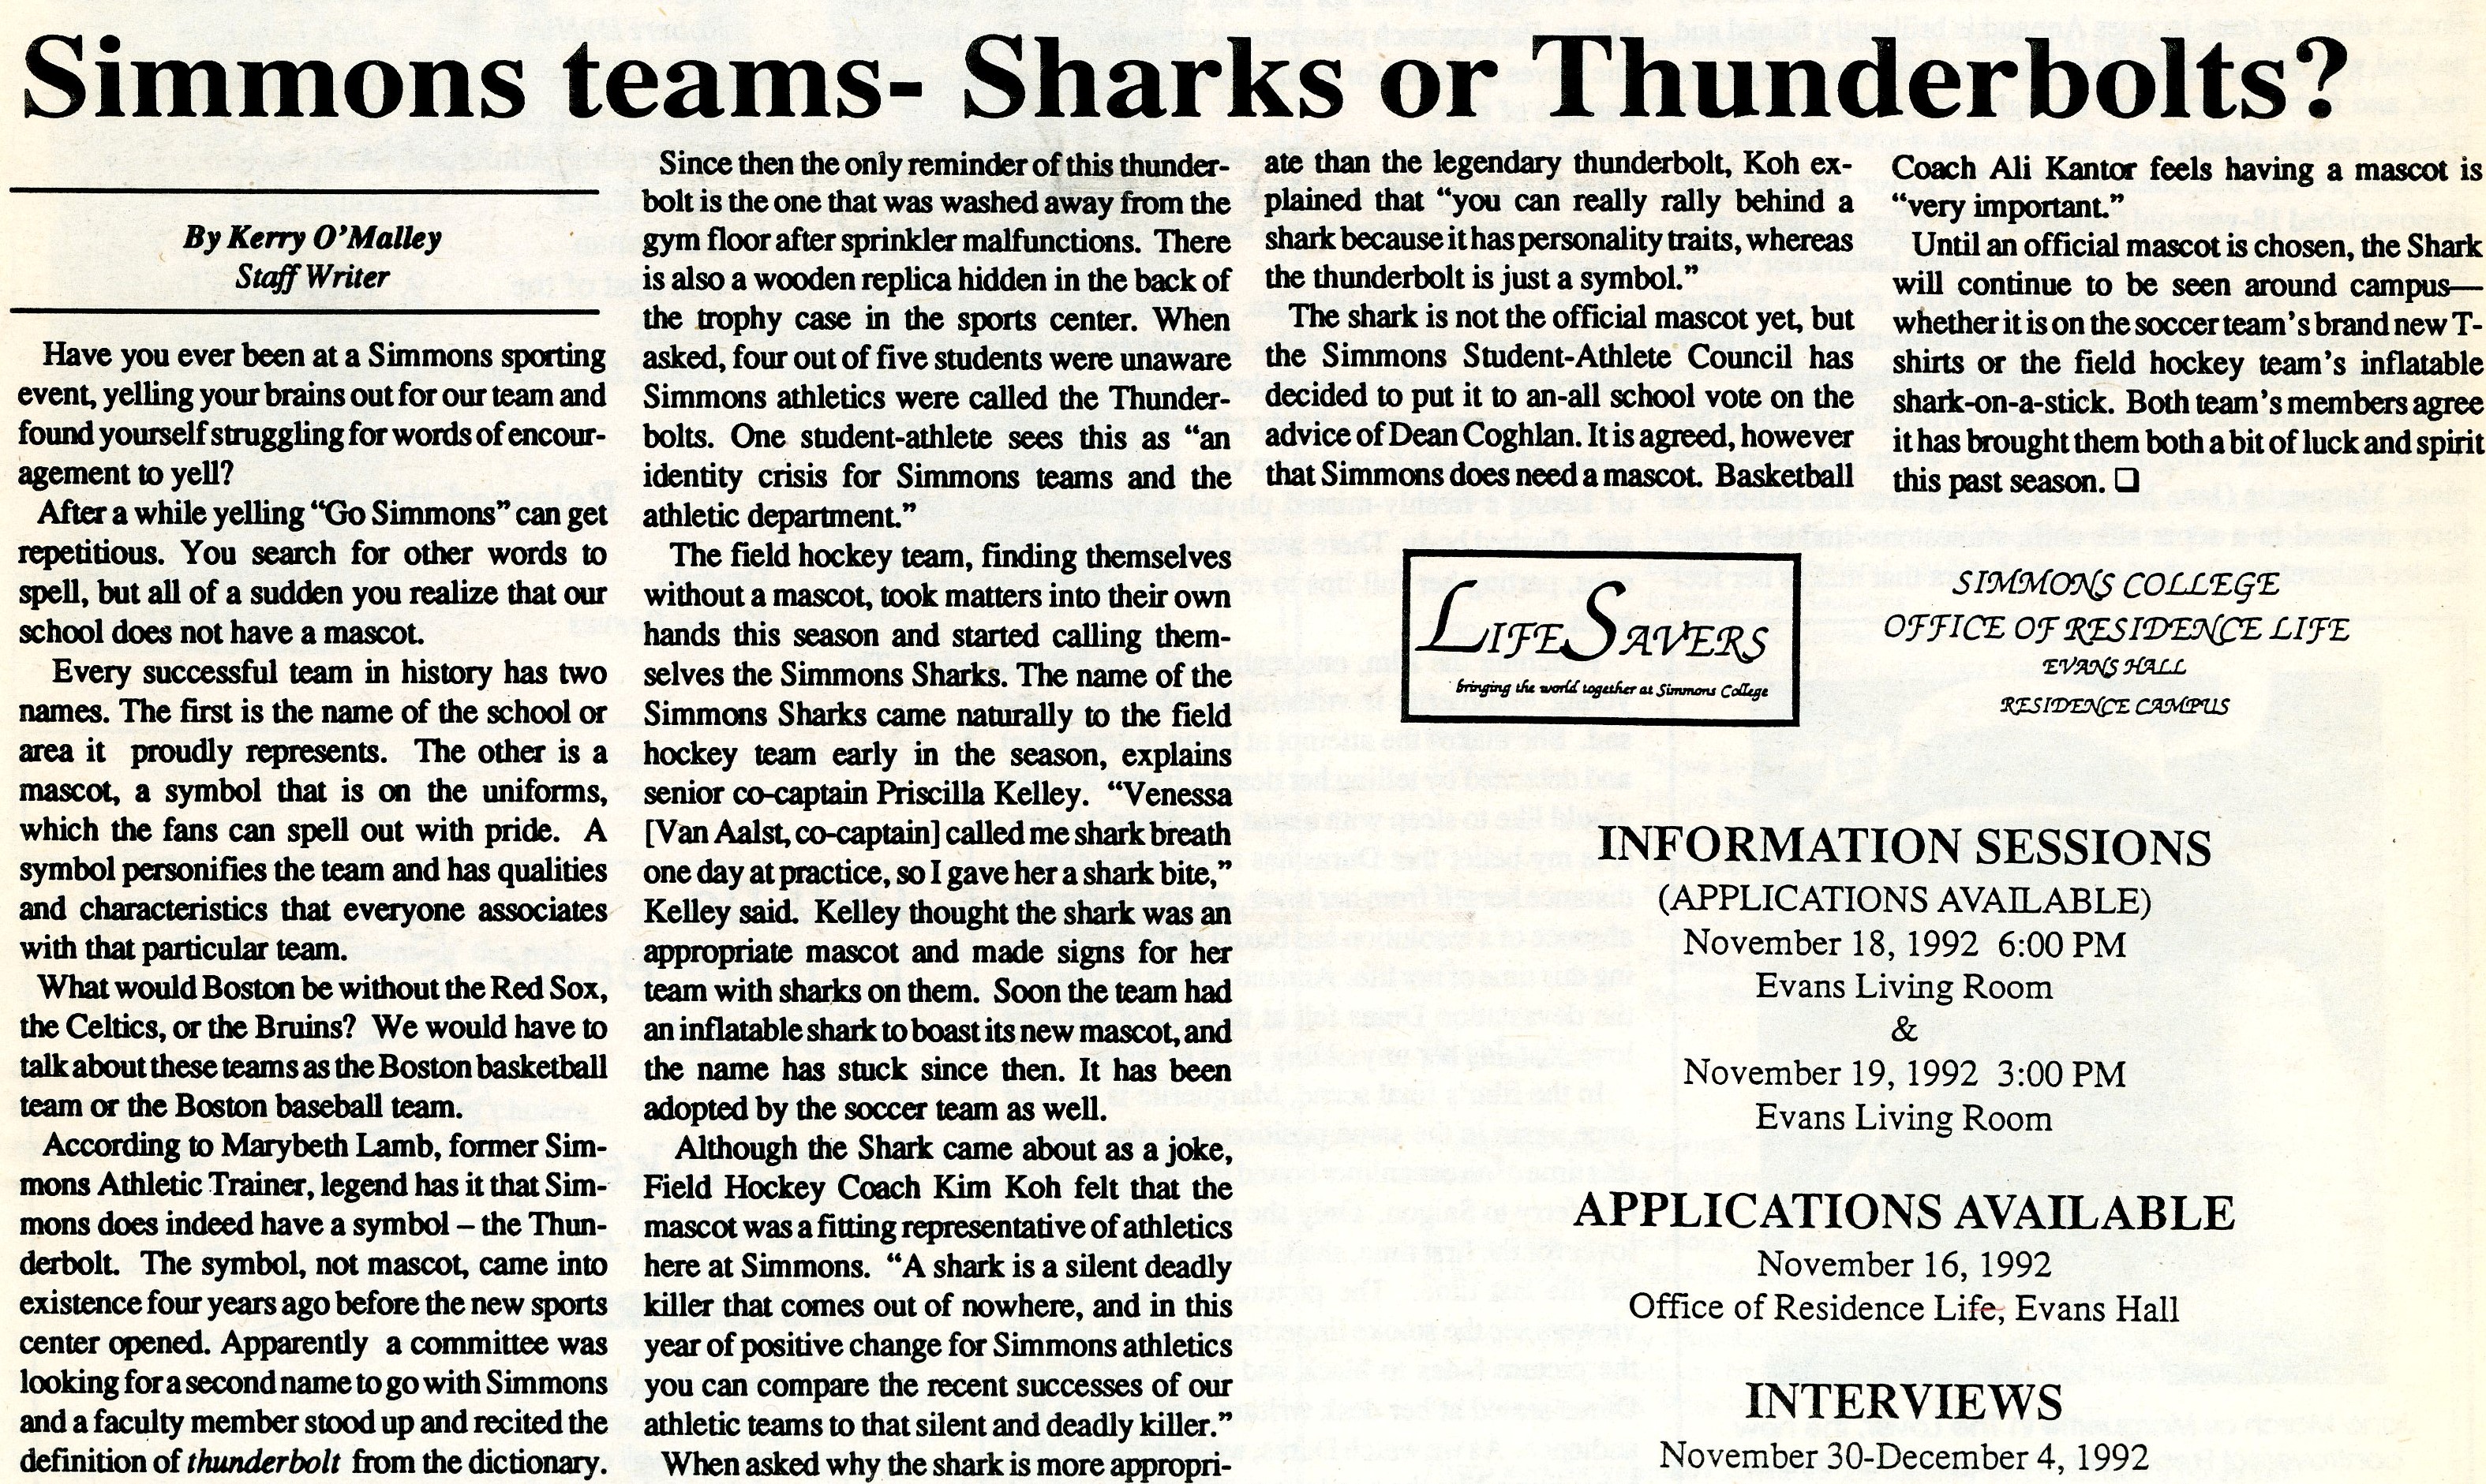 Simmons teams- Sharks or Thunderbolts?
By Kerry O'Malley
Staff Writer
Have you ever been at a Simmons sporting
event, yelling your brains out for our team and
found yourself struggling for words of encour-
agement to yell?
After a while yelling “Go Simmons” can get
repetitious. You search for other words to
spell, but all of a sudden you realize that our
school does not have a mascot.
Every successful team in history has two
names. The first is the name of the school or
area it proudly represents. The other is a
mascot, a symbol that is on the uniforms,
which the fans can spell out with pride. A
symbol personifies the team and has qualities
and characteristics that everyone associates
with that particular team.
What would Boston be without the Red Sox,
the Celtics, or the Bruins? We would have to
talk about these teams as the Boston basketball
team or the Boston baseball team.
According to Marybeth Lamb, former Sim-
mons Athletic Trainer, legend has it that Sim-
mons does indeed have a symbol – the Thun-
derbolt. The symbol, not mascot, came into
existence four years ago before the new sports
center opened. Apparently a committee was
looking for a second name to go with Simmons
and a faculty member stood up and recited the
definition of thunderbolt from the dictionary.
Since then the only reminder of this thunder-
bolt is the one that was washed away from the
gym floor after sprinkler malfunctions. There
is also a wooden replica hidden in the back of
the trophy case in the sports center. When
asked, four out of five students were unaware
Simmons athletics were called the Thunder-
bolts. One student-athlete sees this as “an
identity crisis for Simmons teams and the
athletic department.”
The field hockey team, finding themselves
without a mascot, took matters into their own
hands this season and started calling them-
selves the Simmons Sharks. The name of the
Simmons Sharks came naturally to the field
hockey team early in the season, explains
senior co-captain Priscilla Kelley. “Venessa
[Van Aalst, co-captain] called me shark breath
one day at practice, so I gave her a shark bite,”
Kelley said. Kelley thought the shark was an
appropriate mascot and made signs for her
team with sharks on them. Soon the team had
an inflatable shark to boast its new mascot, and
the name has stuck since then. It has been
adopted by the soccer team as well.
Although the Shark came about as a joke,
Field Hockey Coach Kim Koh felt that the
mascot was a fitting representative of athletics
here at Simmons. “A shark is a silent deadly
killer that comes out of nowhere, and in this
year of positive change for Simmons athletics
you can compare the recent successes of our
athletic teams to that silent and deadly killer.”
When asked why the shark is more appropri-
ate than the legendary thunderbolt, Koh ex-
plained that “you can really rally behind a
shark because it has personality traits, whereas
the thunderbolt is just a symbol.”
The shark is not the official mascot yet, but
the Simmons Student-Athlete Council has
decided to put it to an-all school vote on the
advice of Dean Coghlan. It is agreed, however
that Simmons does need a mascot. Basketball
Coach Ali Kantor feels having a mascot is
“very important.”
Until an official mascot is chosen, the Shark
will continue to be seen around campus—
whether it is on the soccer team's brand new T-
shirts or the field hockey team's inflatable
shark-on-a-stick. Both team's members agree
it has brought them both a bit of luck and spirit
this past season. ❑
LIFESAVERS
bringing the world together at Simmons College
SIMMONS COLLEGE
OFFICE OF RESIDENCE LIFE
EVANS HALL
RESIDENCE CAMPUS
INFORMATION SESSIONS
(APPLICATIONS AVAILABLE)
November 18, 1992 6:00 PM
Evans Living Room
&
November 19, 1992 3:00 PM
Evans Living Room
APPLICATIONS AVAILABLE
November 16, 1992
Office of Residence Life, Evans Hall
INTERVIEWS
November 30-December 4, 1992